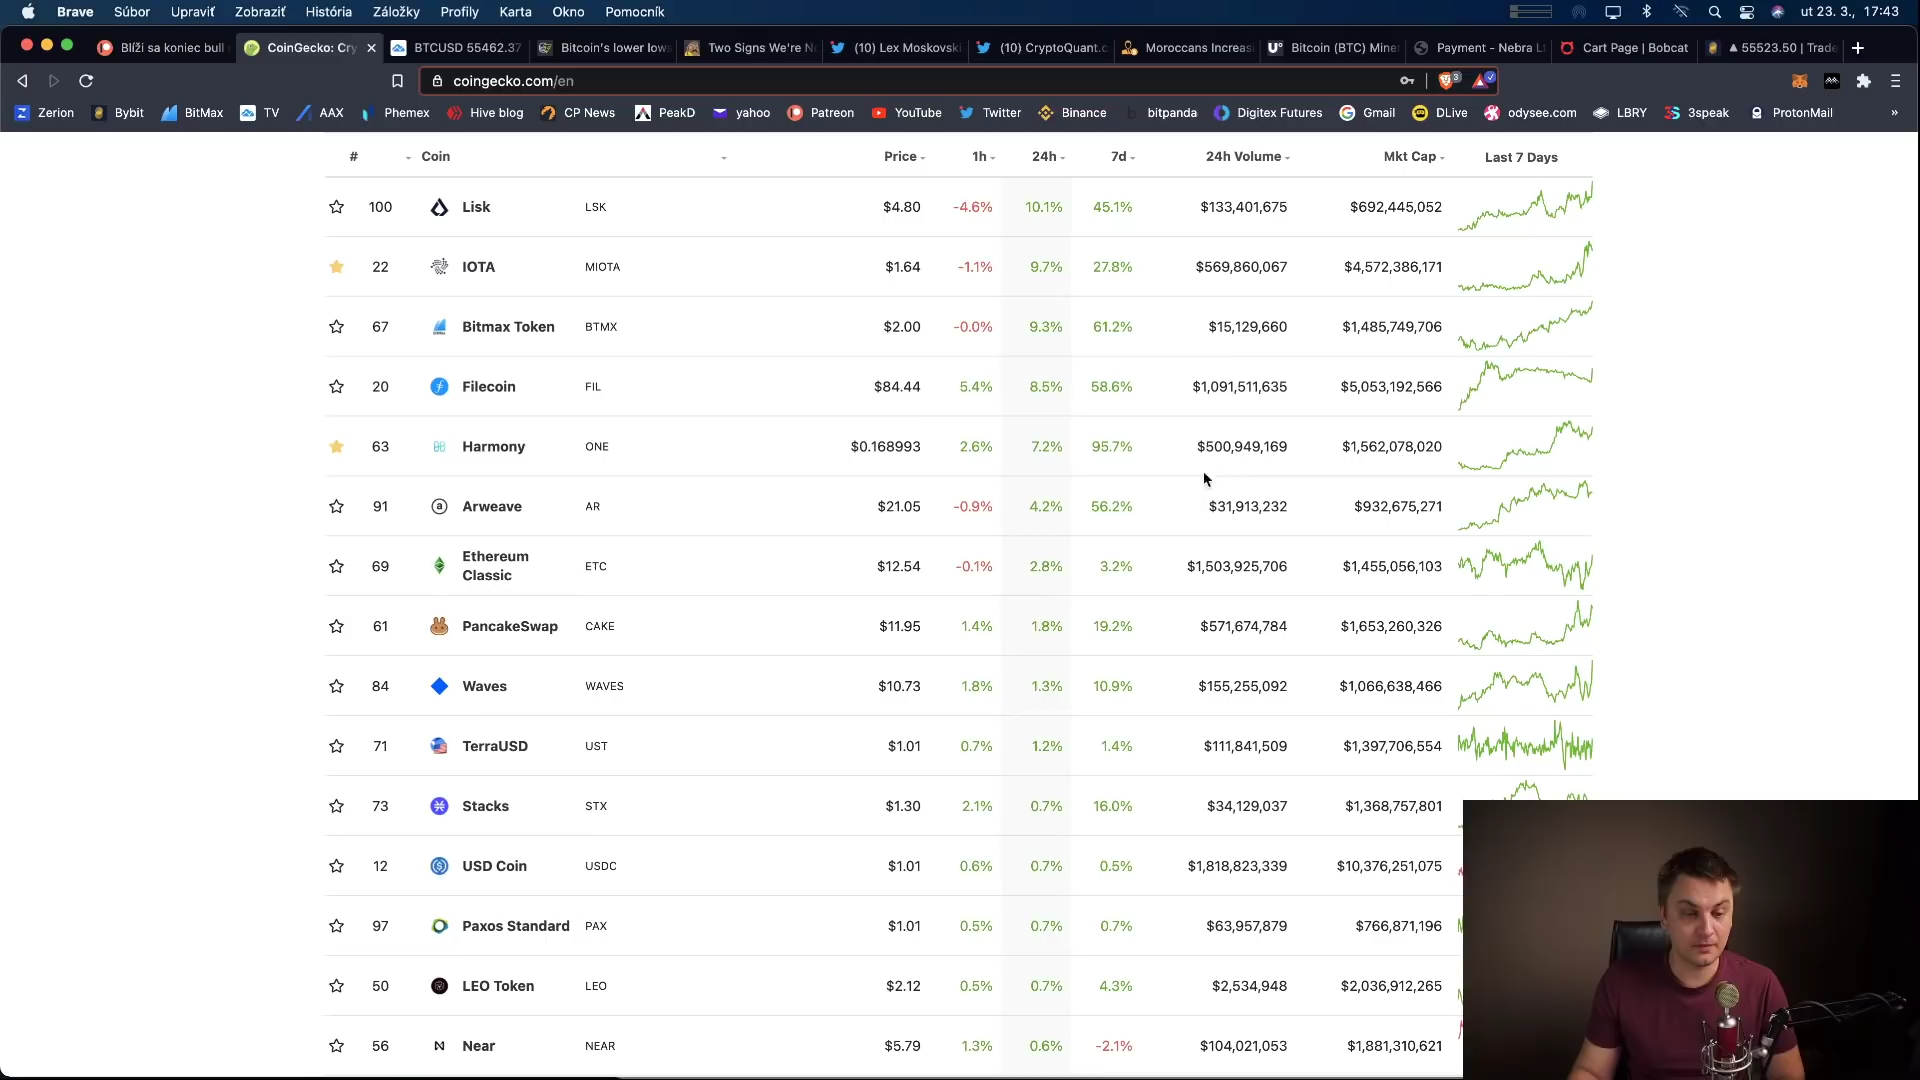 Brave Súbor Upraviť Zobraziť História Záložky Profily Karta Okno Pomocník ut 23. 3., 17:43
Blíži sa koniec bull CoinGecko: Cry BTCUSD 55462.37 Bitcoin's lower low Two Signs We're No (10) Lex Moskovski (10) CryptoQuant.c Moroccans Increas Bitcoin (BTC) Mine Payment - Nebra Lt Cart Page | Bobcat ▲ 55523.50 | Trade
coingecko.com/en 3
Zerion Bybit BitMax TV AAX Phemex Hive blog CP News PeakD yahoo Patreon YouTube Twitter Binance bitpanda Digitex Futures Gmail DLive odysee.com LBRY 3speak ProtonMail »
# Coin Price 1h 24h 7d 24h Volume Mkt Cap Last 7 Days
100 Lisk LSK $4.80 -4.6% 10.1% 45.1% $133,401,675 $692,445,052
22 IOTA MIOTA $1.64 -1.1% 9.7% 27.8% $569,860,067 $4,572,386,171
67 Bitmax Token BTMX $2.00 -0.0% 9.3% 61.2% $15,129,660 $1,485,749,706
20 Filecoin FIL $84.44 5.4% 8.5% 58.6% $1,091,511,635 $5,053,192,566
63 Harmony ONE $0.168993 2.6% 7.2% 95.7% $500,949,169 $1,562,078,020
91 Arweave AR $21.05 -0.9% 4.2% 56.2% $31,913,232 $932,675,271
69 Ethereum Classic ETC $12.54 -0.1% 2.8% 3.2% $1,503,925,706 $1,455,056,103
61 PancakeSwap CAKE $11.95 1.4% 1.8% 19.2% $571,674,784 $1,653,260,326
84 Waves WAVES $10.73 1.8% 1.3% 10.9% $155,255,092 $1,066,638,466
71 TerraUSD UST $1.01 0.7% 1.2% 1.4% $111,841,509 $1,397,706,554
73 Stacks STX $1.30 2.1% 0.7% 16.0% $34,129,037 $1,368,757,801
12 USD Coin USDC $1.01 0.6% 0.7% 0.5% $1,818,823,339 $10,376,251,075
97 Paxos Standard PAX $1.01 0.5% 0.7% 0.7% $63,957,879 $766,871,196
50 LEO Token LEO $2.12 0.5% 0.7% 4.3% $2,534,948 $2,036,912,265
56 Near NEAR $5.79 1.3% 0.6% -2.1% $104,021,053 $1,881,310,621